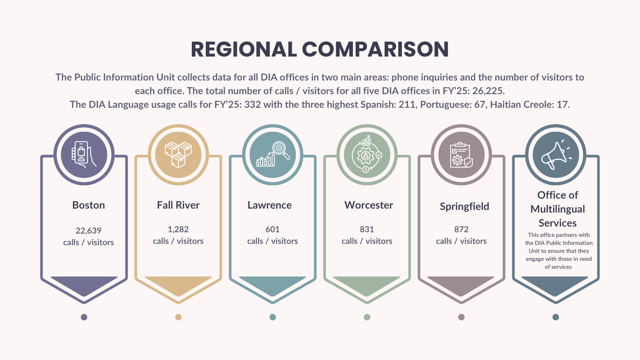 REGIONAL COMPARISON
The Public Information Unit collects data for all DIA offices in two main areas: phone inquiries and the number of visitors to
each office. The total number of calls / visitors for all five DIA offices in FY'25: 26,225.
The DIA Language usage calls for FY'25: 332 with the three highest Spanish: 211, Portuguese: 67, Haitian Creole: 17.
Boston
22,639
calls / visitors
Fall River
1,282
calls / visitors
Lawrence
601
calls / visitors
Worcester
831
calls / visitors
Springfield
872
calls / visitors
Office of
Multilingual
Services
This office partners with
the DIA Public Information
Unit to ensure that they
engage with those in need
of services